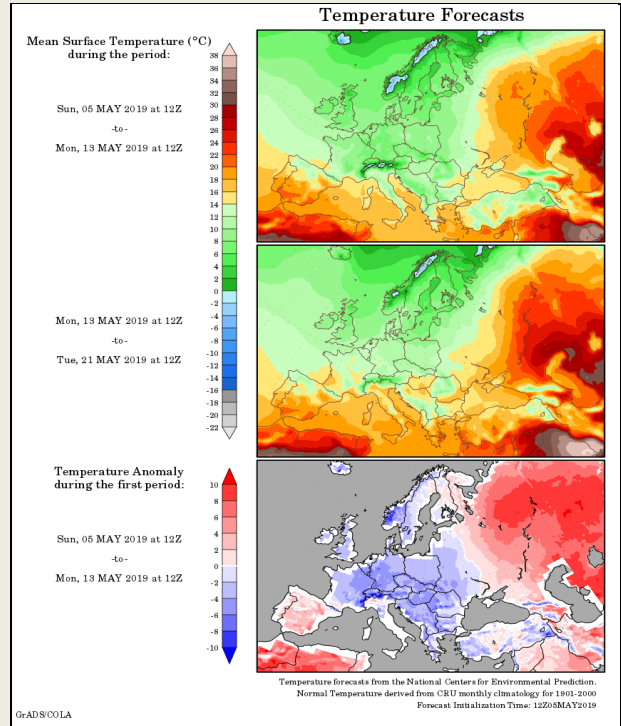 Temperature Forecasts
Mean Surface Temperature (°C)
during the period:
Sun, 05 MAY 2019 at 12Z
-to-
Mon, 13 MAY 2019 at 12Z
38
36
34
32
30
28
26
24
22
20
18
16
14
12
10
8
6
4
2
0
-2
-4
-6
-8
-10
-12
-14
-16
-18
-20
-22
Mon, 13 MAY 2019 at 12Z
-to-
Tue, 21 MAY 2019 at 12Z
Temperature Anomaly
during the first period:
Sun, 05 MAY 2019 at 12Z
-to-
Mon, 13 MAY 2019 at 12Z
10
8
6
4
2
0
-2
-4
-6
-8
-10
Temperature forecasts from the National Centers for Environmental Prediction.
Normal Temperature derived from CRU monthly climatology for 1901-2000
Forecast Initialization Time: 12Z05MAY2019
GrADS/COLA